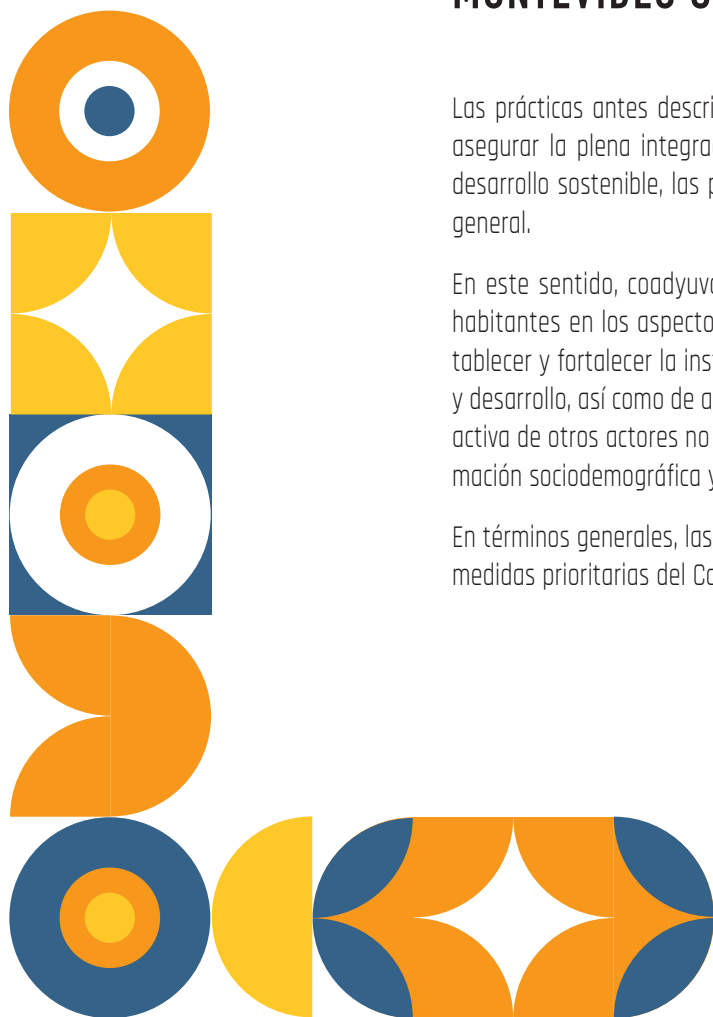 MONTEVIDEO
Las prácticas antes descri
asegurar la plena integra
desarrollo sostenible, las p
general.
En este sentido, coadyuva
habitantes en los aspecto
tablecer y fortalecer la inst
y desarrollo, así como de a
activa de otros actores no
mación sociodemográfica y
En términos generales, las
medidas prioritarias del Co